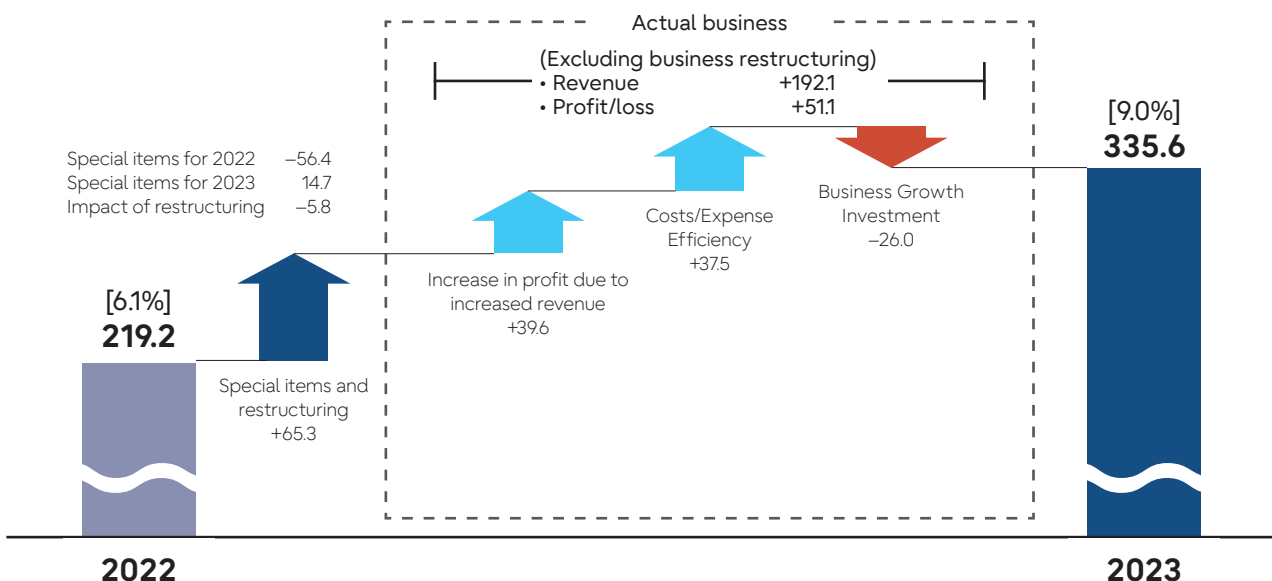 Actual business
(Excluding business restructuring)
• Revenue +192.1
• Profit/loss +51.1
[9.0%]
335.6
Special items for 2022 –56.4
Special items for 2023 14.7
Impact of restructuring –5.8
Business Growth
Investment
–26.0
Costs/Expense
Efficiency
+37.5
Increase in profit due to
increased revenue
+39.6
[6.1%]
219.2
Special items and
restructuring
+65.3
2022
2023